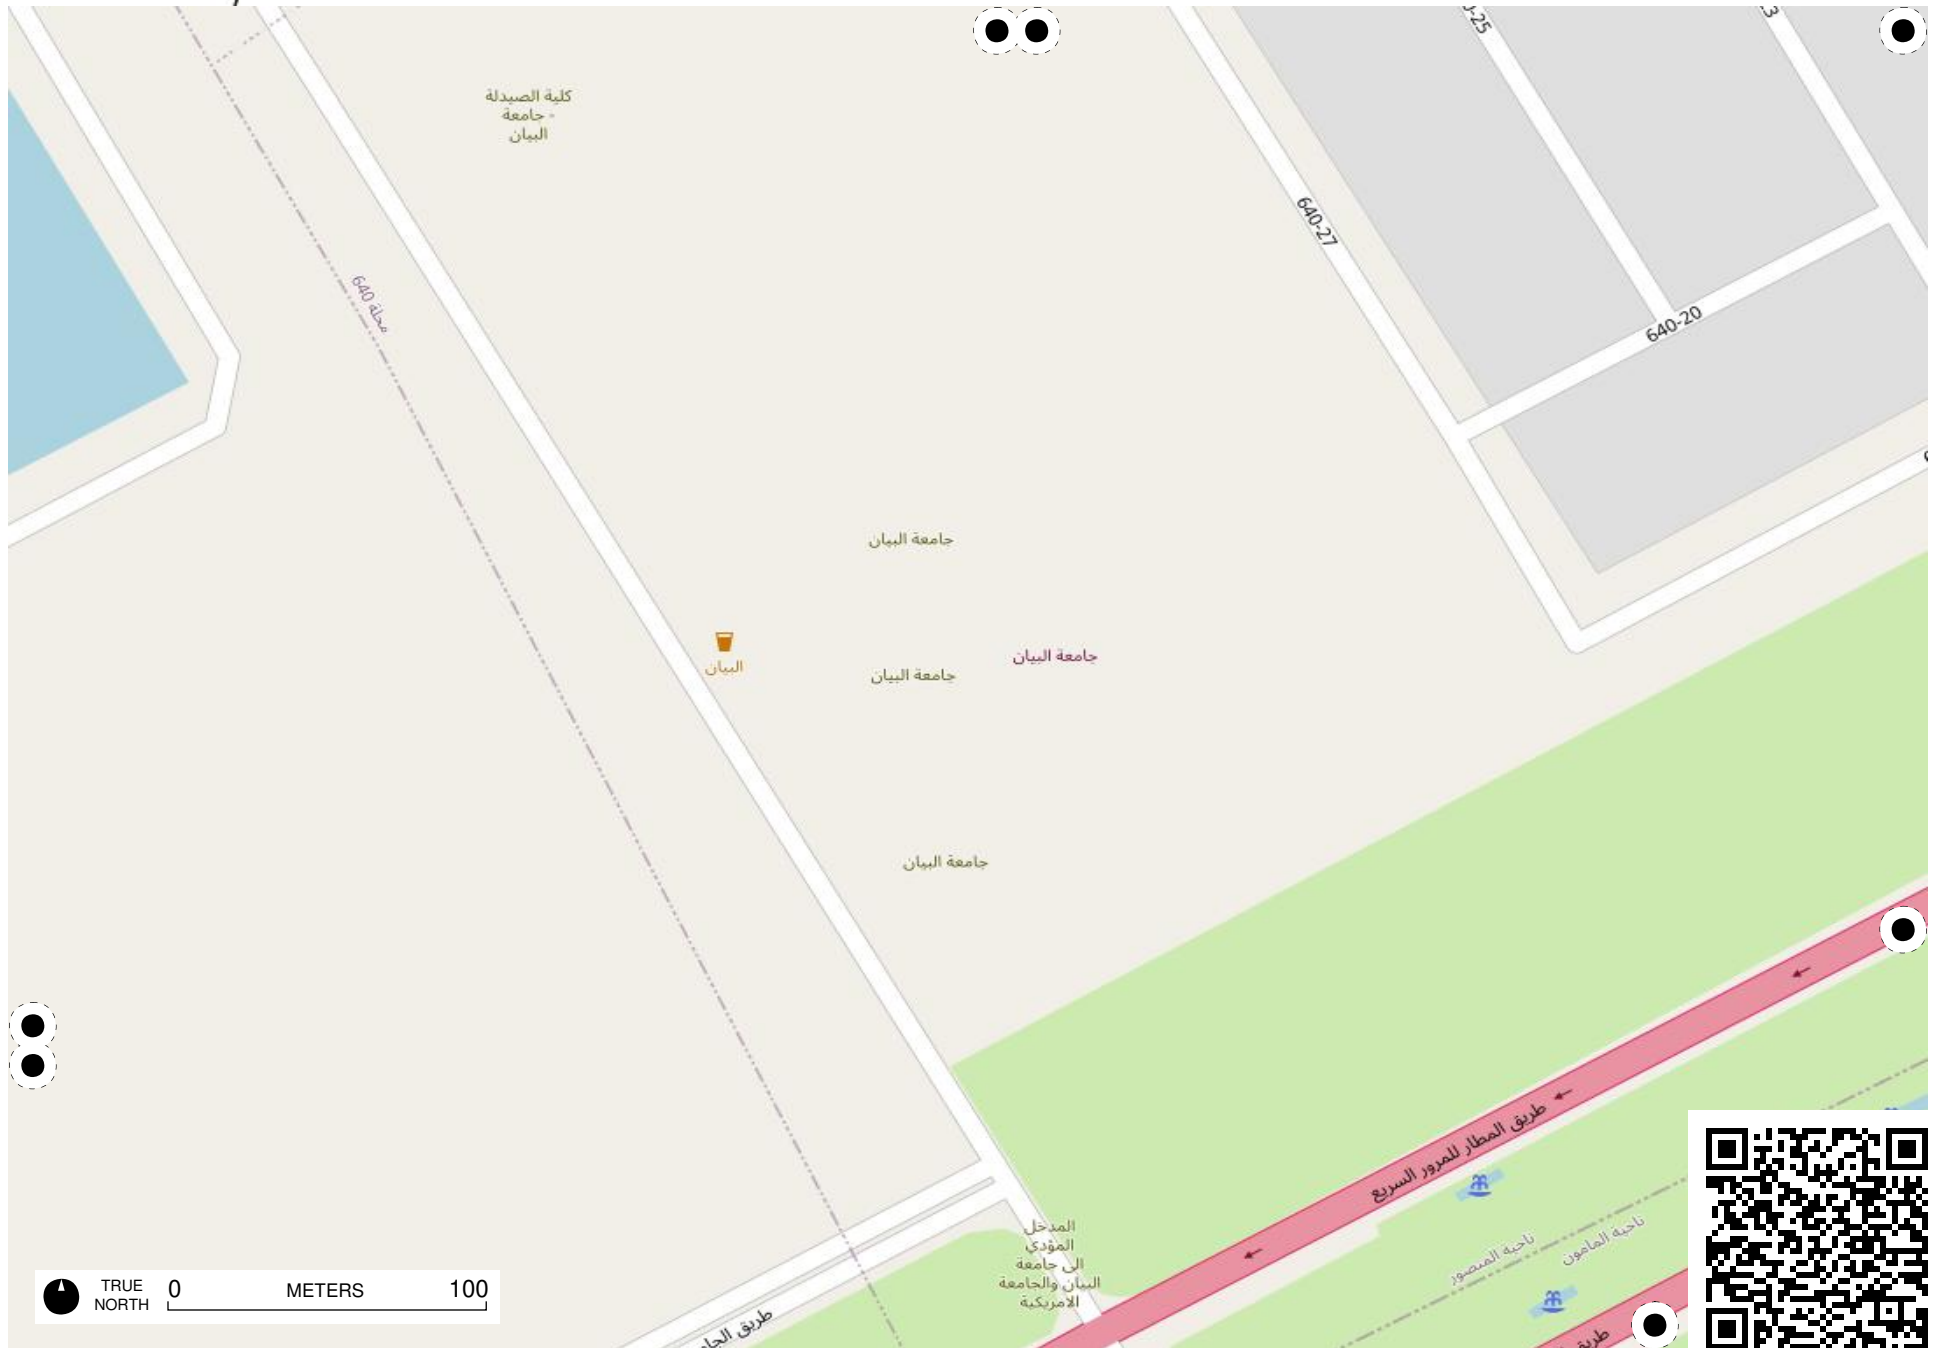 كلية الصيدلة
- جامعة
البيان
640-27
محلة 640
640-20
جامعة البيان
البيان
جامعة البيان
جامعة البيان
جامعة البيان
طريق المطار للمرور السريع
المدخل
المؤدي
الى جامعة
البيان والجامعة
الامريكية
ناحية المنصور
ناحية المامون
TRUE
NORTH
0 METERS 100
طريق